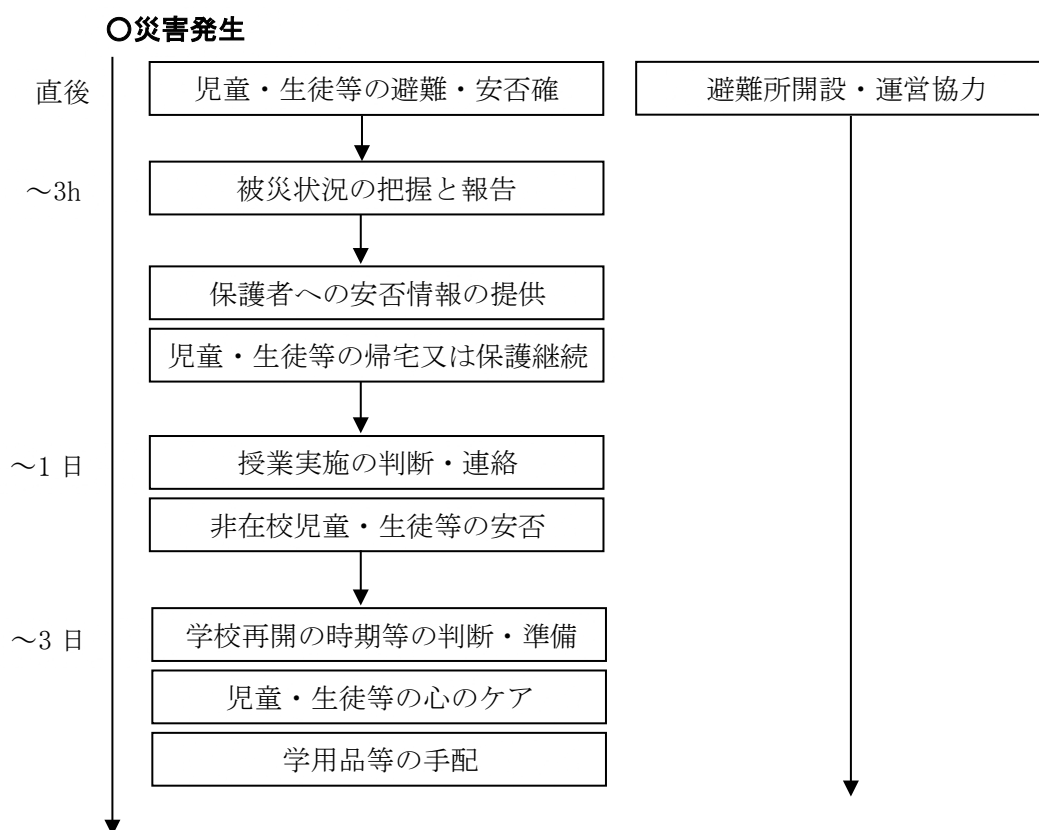 〇災害発生
直後
児童・生徒等の避難・安否確
避難所開設・運営協力
～3h
被災状況の把握と報告
保護者への安否情報の提供
児童・生徒等の帰宅又は保護継続
～1 日
授業実施の判断・連絡
非在校児童・生徒等の安否
～3 日
学校再開の時期等の判断・準備
児童・生徒等の心のケア
学用品等の手配